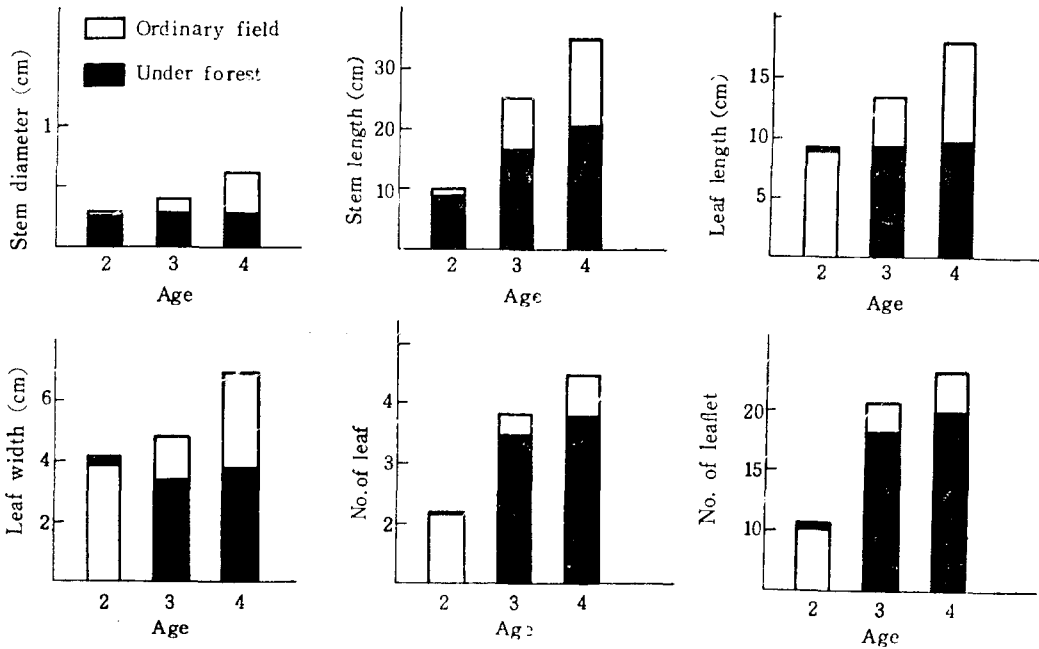 Ordinary field
Under forest
Stem diameter (cm)
1
2 3 4
Age
Stem length (cm)
30
20
10
2 3 4
Age
Leaf length (cm)
15
10
5
2 3 4
Age
Leaf width (cm)
6
4
2
2 3 4
Age
No. of leaf
4
3
2
2 3 4
Age
No. of leaflet
20
15
10
2 3 4
Age